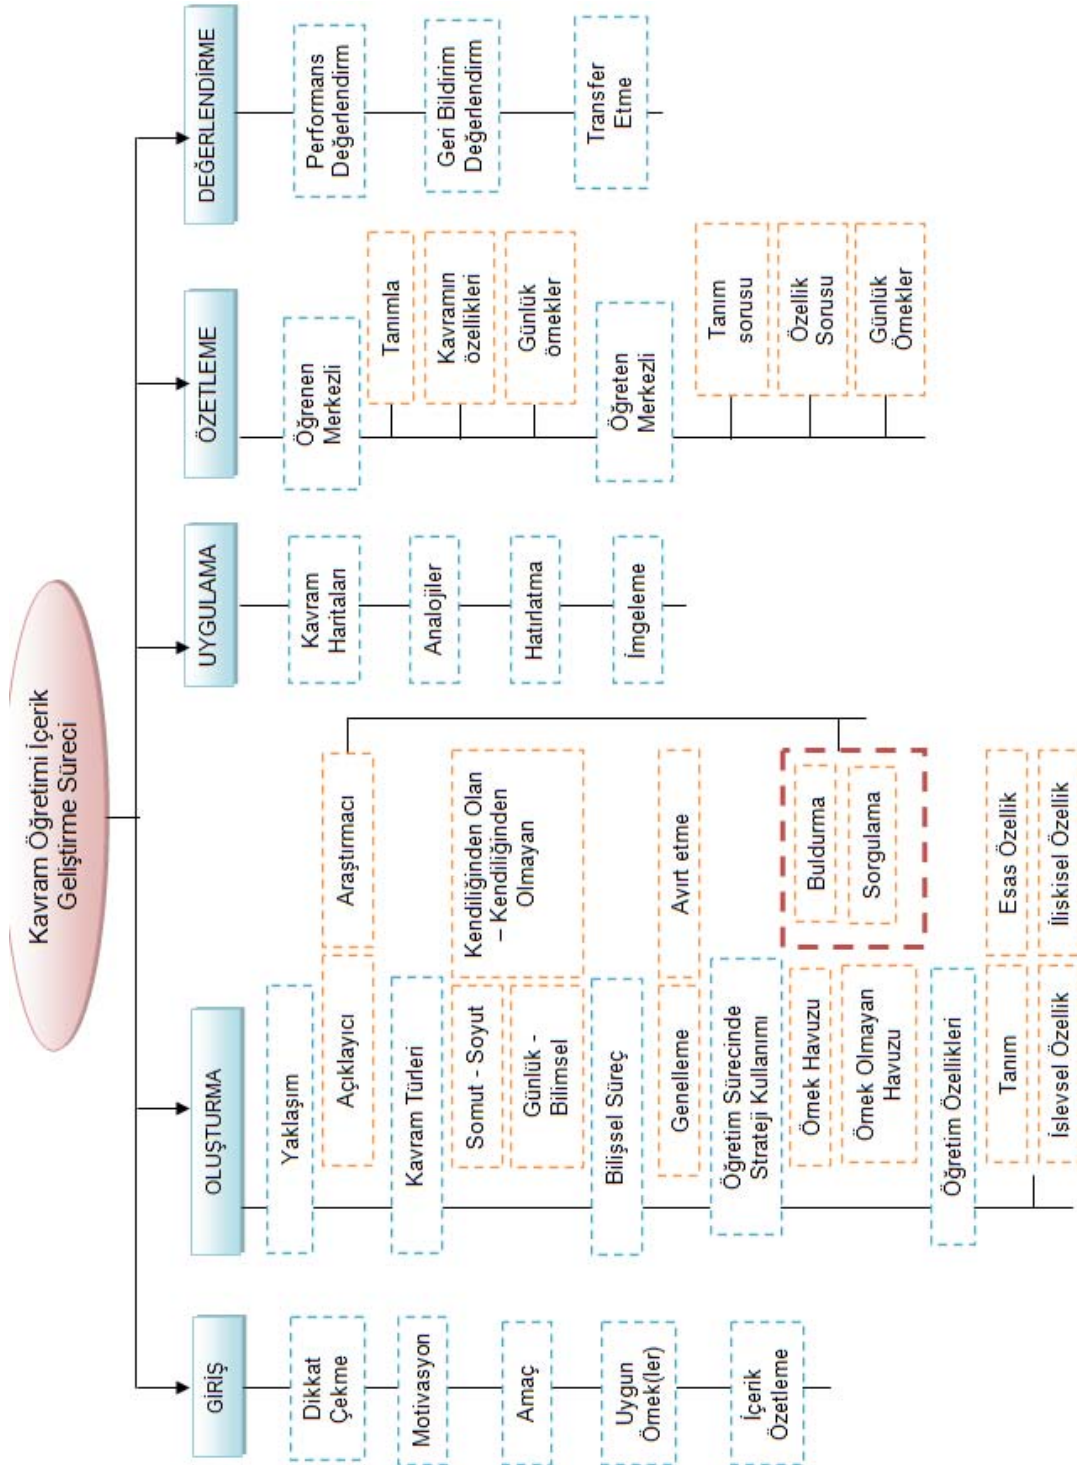 Kavram Öğretimi İçerik
Geliştirme Süreci
GİRİŞ
Dikkat
Çekme
Motivasyon
Amaç
Uygun
Örnek(ler)
İçerik
Özetleme
OLUŞTURMA
Yaklaşım
Açıklayıcı
Araştırmacı
Kavram Türleri
Somut - Soyut
Günlük -
Bilimsel
Kendiliğinden Olan
– Kendiliğinden
Olmayan
Bilişsel Süreç
Genelleme
Ayırt etme
Öğretim Sürecinde
Strateji Kullanımı
Örnek Havuzu
Örnek Olmayan
Havuzu
Buldurma
Sorgulama
Öğretim Özellikleri
Tanım
Esas Özellik
İşlevsel Özellik
İliskisel Özellik
UYGULAMA
Kavram
Haritaları
Analojiler
Hatırlatma
İmgeleme
ÖZETLEME
Öğrenen
Merkezli
Tanımla
Kavramın
özellikleri
Günlük
örnekler
Öğreten
Merkezli
Tanım
sorusu
Özellik
Sorusu
Günlük
Örnekler
DEĞERLENDİRME
Performans
Değerlendirm
Geri Bildirim
Değerlendirm
Transfer
Etme